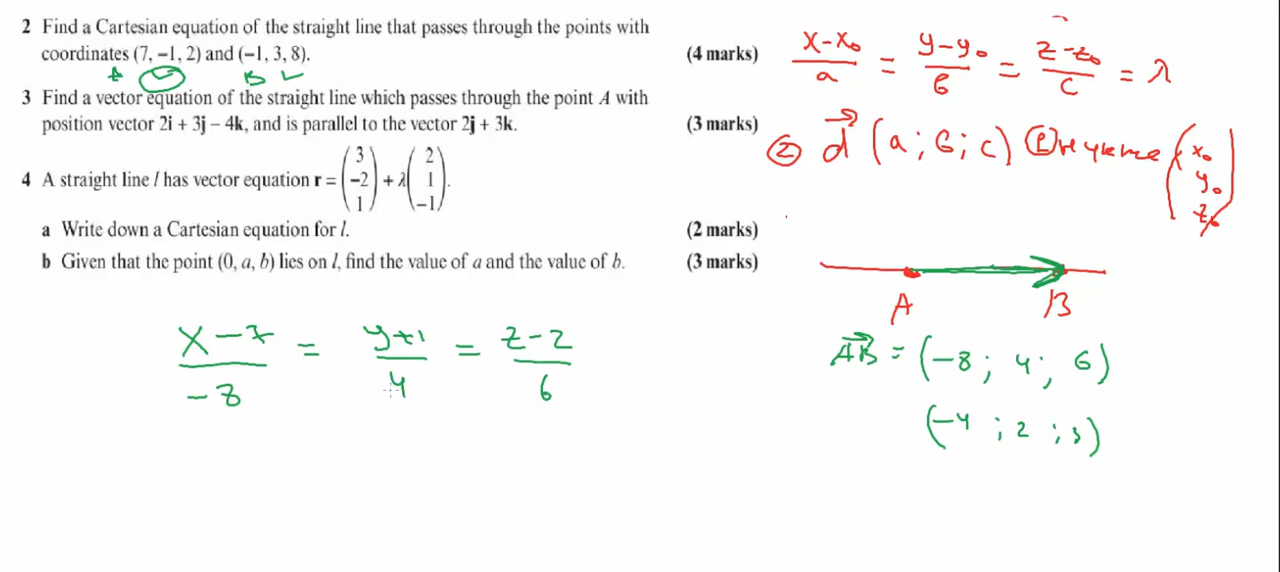 2 Find a Cartesian equation of the straight line that passes through the points with
coordinates (7, −1, 2) and (−1, 3, 8).
(4 marks)
A B
3 Find a vector equation of the straight line which passes through the point A with
position vector 2i + 3j − 4k, and is parallel to the vector 2j + 3k.
(3 marks)
4 A straight line l has vector equation r = (3 −2 1) + λ(2 1 −1).
a Write down a Cartesian equation for l.
(2 marks)
b Given that the point (0, a, b) lies on l, find the value of a and the value of b.
(3 marks)
(x−7)/−8 = (y+1)/4 = (z−2)/6
(x−x₀)/a = (y−y₀)/b = (z−z₀)/c = λ
② d (a; b; c) ① (x₀ y₀ z₀)
A B
AB = (−8; 4; 6)
(−4; 2; 3)